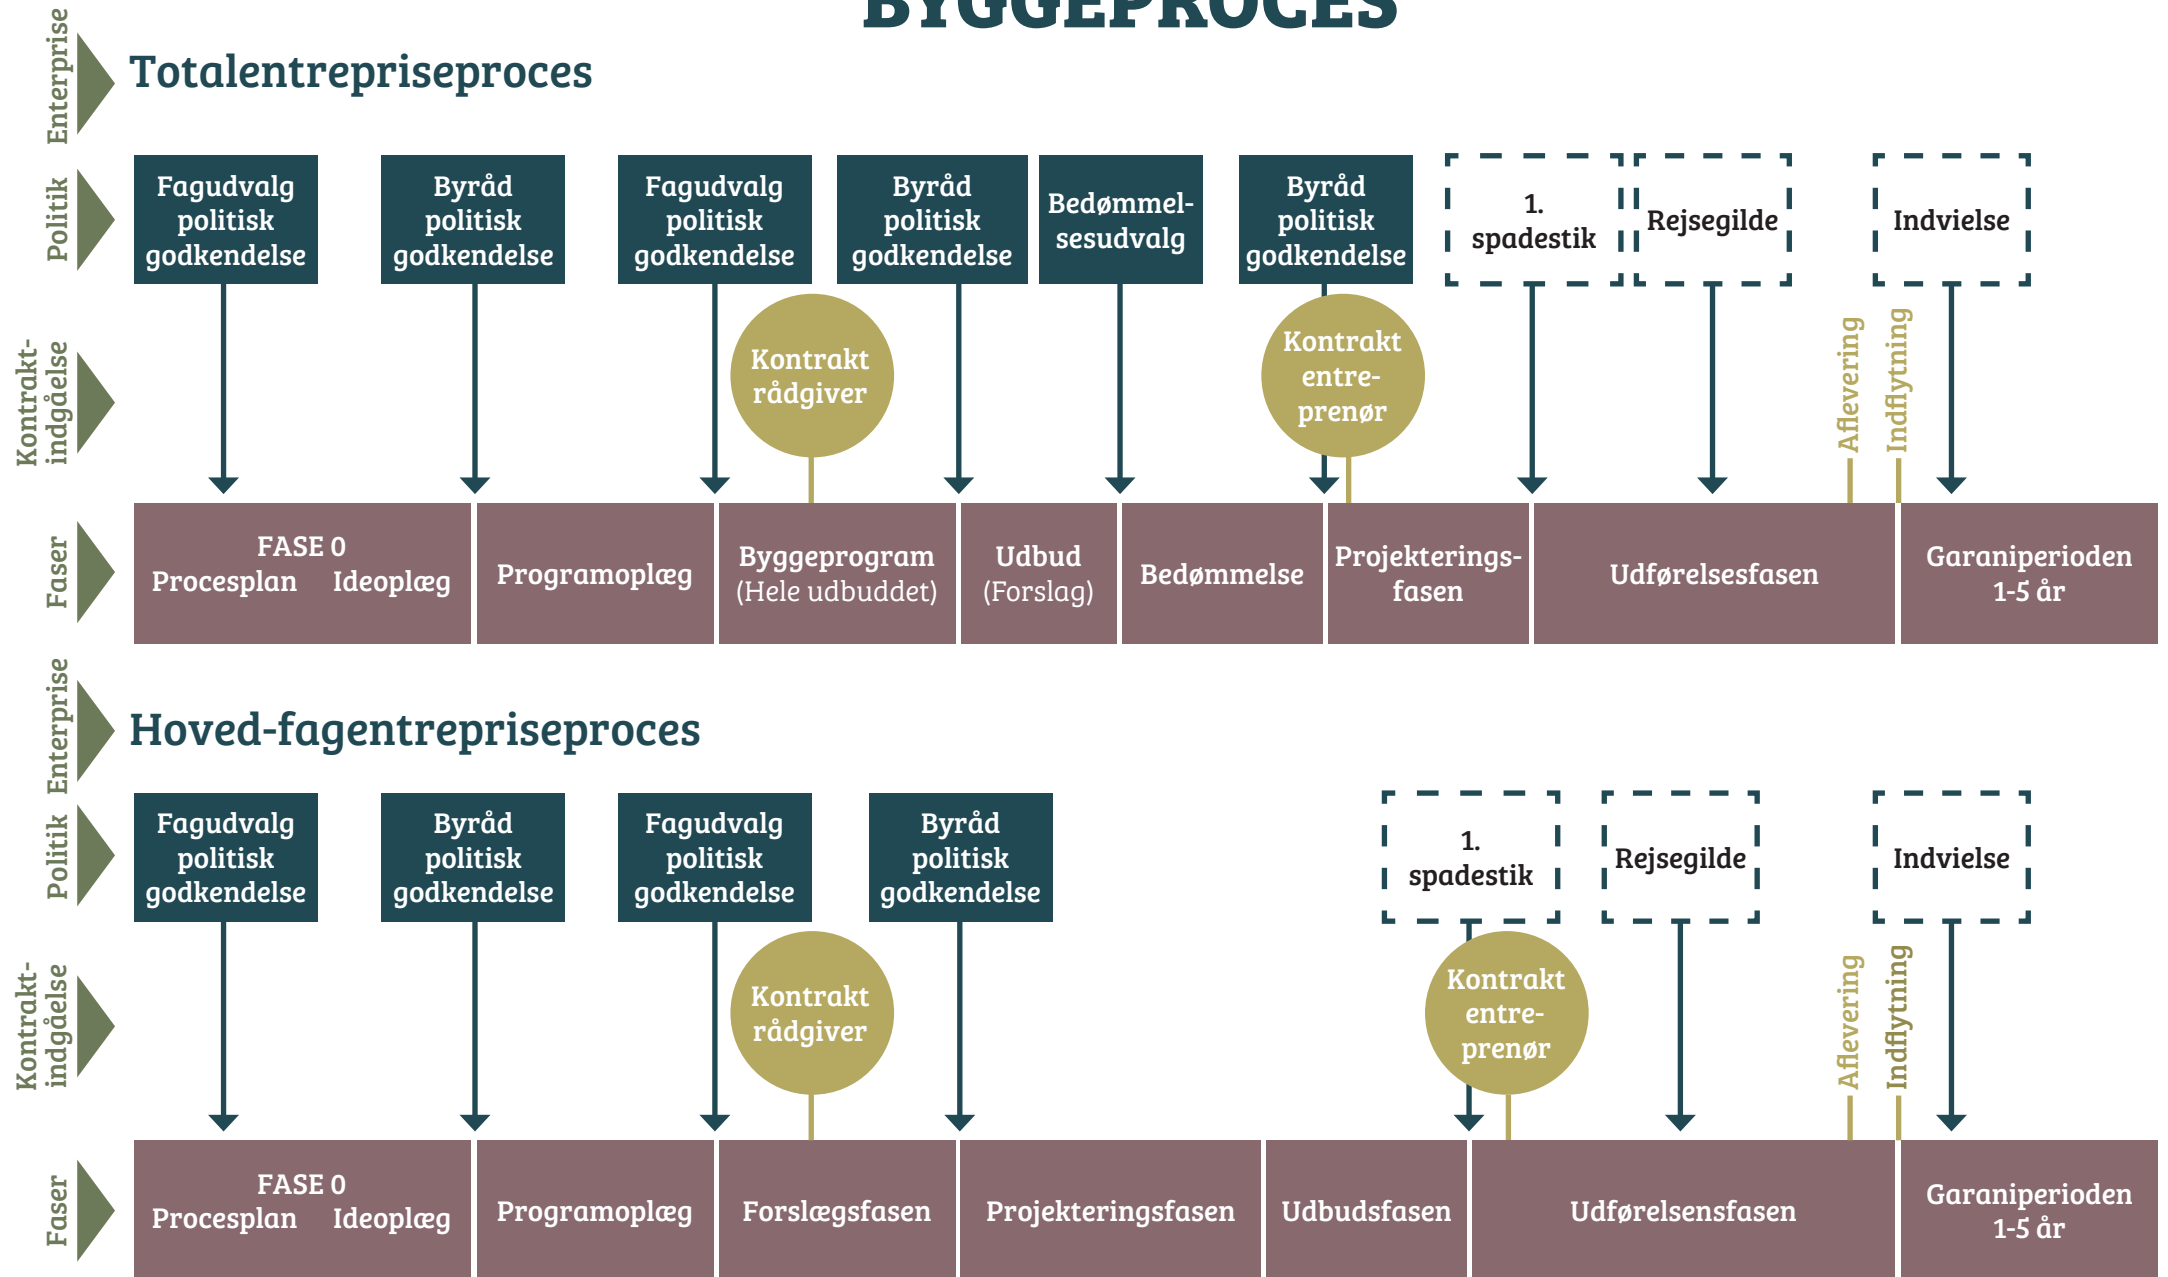 BYGGEPROCES
Enterprise
Totalentrepriseproces
Politik
Fagudvalg
politisk
godkendelse
Byråd
politisk
godkendelse
Fagudvalg
politisk
godkendelse
Byråd
politisk
godkendelse
Bedømmel-
sesudvalg
Byråd
politisk
godkendelse
1.
spadestik
Rejsegilde
Indvielse
Kontrakt-
indgåelse
Kontrakt
rådgiver
Kontrakt
entre-
prenør
Aflevering
Indflytning
Faser
FASE 0
Procesplan Ideoplæg
Programoplæg
Byggeprogram
(Hele udbuddet)
Udbud
(Forslag)
Bedømmelse
Projekterings-
fasen
Udførelsesfasen
Garaniperioden
1-5 år
Enterprise
Hoved-fagentrepriseproces
Politik
Fagudvalg
politisk
godkendelse
Byråd
politisk
godkendelse
Fagudvalg
politisk
godkendelse
Byråd
politisk
godkendelse
1.
spadestik
Rejsegilde
Indvielse
Kontrakt-
indgåelse
Kontrakt
rådgiver
Kontrakt
entre-
prenør
Aflevering
Indflytning
Faser
FASE 0
Procesplan Ideoplæg
Programoplæg
Forslægsfasen
Projekteringsfasen
Udbudsfasen
Udførelsensfasen
Garaniperioden
1-5 år